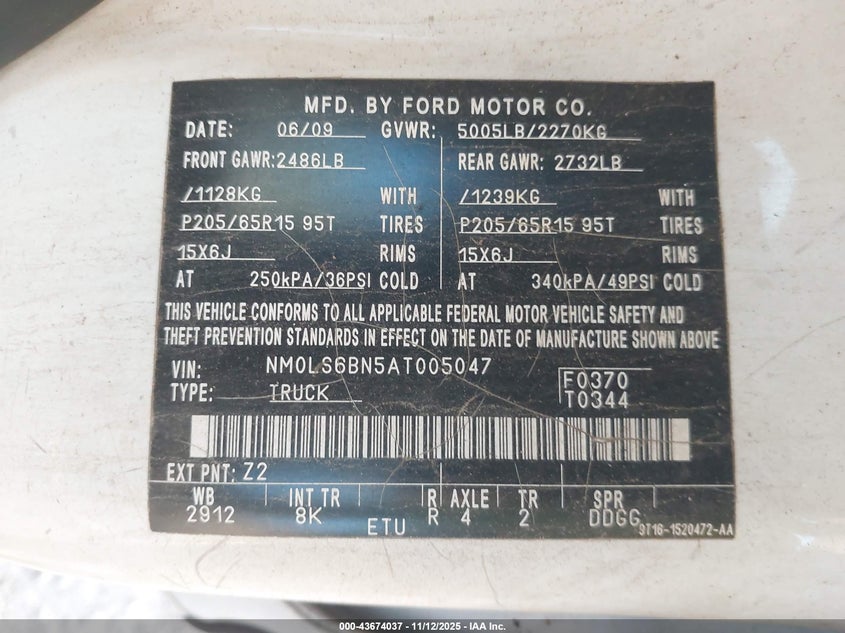 MFD. BY FORD MOTOR CO.
DATE: 06/09 GVWR: 5005LB/2270KG
FRONT GAWR: 2486LB REAR GAWR: 2732LB
/1128KG WITH /1239KG WITH
P205/65R15 95T TIRES P205/65R15 95T TIRES
15X6J RIMS 15X6J RIMS
AT 250kPA/36PSI COLD AT 340kPA/49PSI COLD
THIS VEHICLE CONFORMS TO ALL APPLICABLE FEDERAL MOTOR VEHICLE SAFETY AND
THEFT PREVENTION STANDARDS IN EFFECT ON THE DATE OF MANUFACTURE SHOWN ABOVE
VIN: NM0LS6BN5AT005047
TYPE: TRUCK
F0370
T0344
EXT PNT: Z2
WB INT TR R AXLE TR SPR
2912 8K R 4 2 DDGG
ETU 9T16-1520472-AA
000-43674037 - 11/12/2025 - IAA Inc.